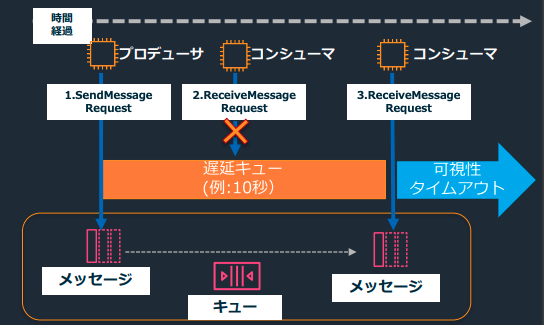 時間
経過
プロデューサ
コンシューマ
コンシューマ
1.SendMessage
Request
2.ReceiveMessage
Request
3.ReceiveMessage
Request
遅延キュー
(例:10秒)
可視性
タイムアウト
メッセージ
キュー
メッセージ